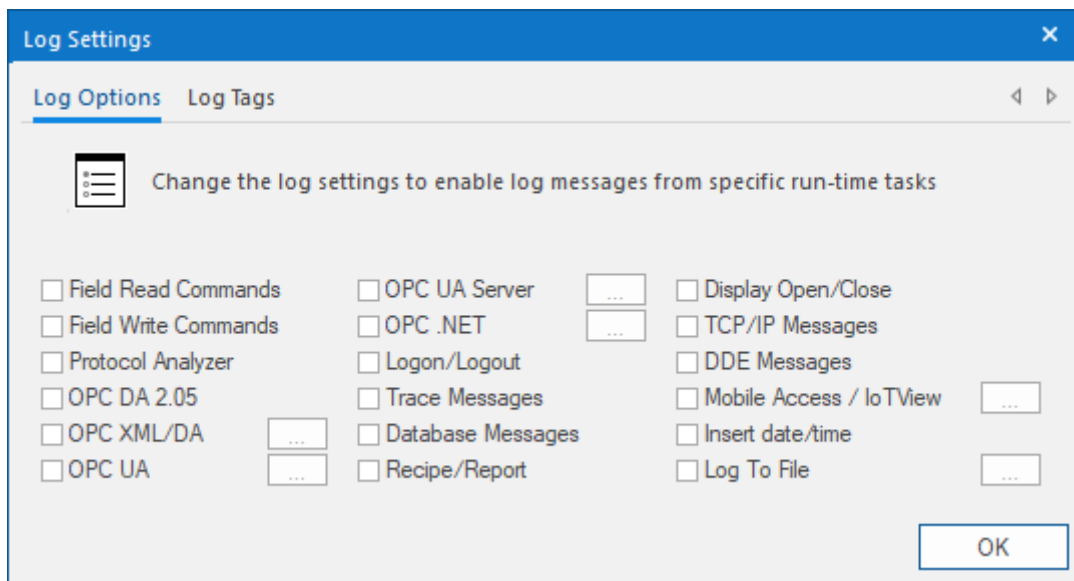 Log Settings
Log Options Log Tags
Change the log settings to enable log messages from specific run-time tasks
Field Read Commands
Field Write Commands
Protocol Analyzer
OPC DA 2.05
OPC XML/DA ...
OPC UA ...
OPC UA Server ...
OPC .NET ...
Logon/Logout
Trace Messages
Database Messages
Recipe/Report
Display Open/Close
TCP/IP Messages
DDE Messages
Mobile Access / IoTView ...
Insert date/time
Log To File ...
OK